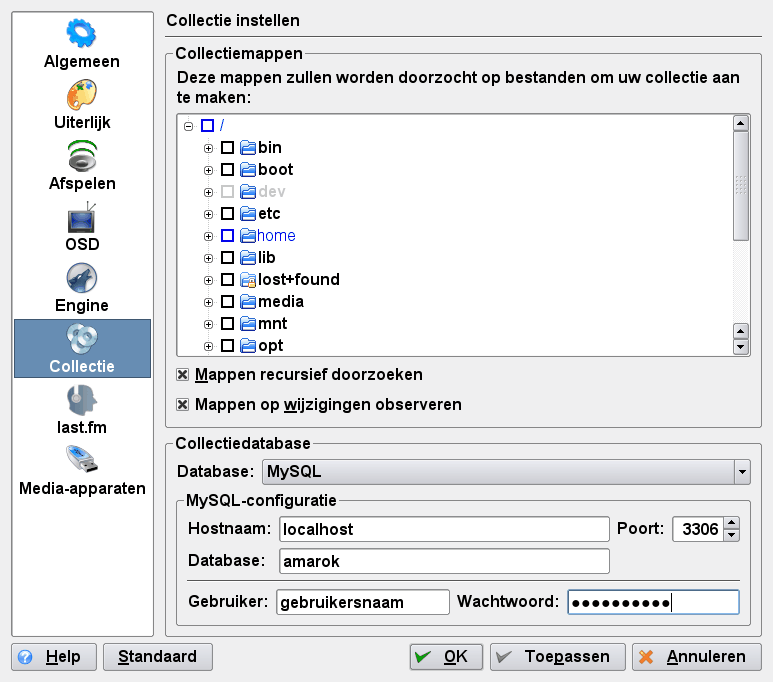 Algemeen
Uiterlijk
Afspelen
OSD
Engine
Collectie
last.fm
Media-apparaten
Collectie instellen
Collectiemappen
Deze mappen zullen worden doorzocht op bestanden om uw collectie aan
te maken:
/
bin
boot
dev
etc
home
lib
lost+found
media
mnt
opt
Mappen recursief doorzoeken
Mappen op wijzigingen observeren
Collectiedatabase
Database: MySQL
MySQL-configuratie
Hostnaam: localhost Poort: 3306
Database: amarok
Gebruiker: gebruikersnaam Wachtwoord: ●●●●●●●●●●
Help Standaard OK Toepassen Annuleren